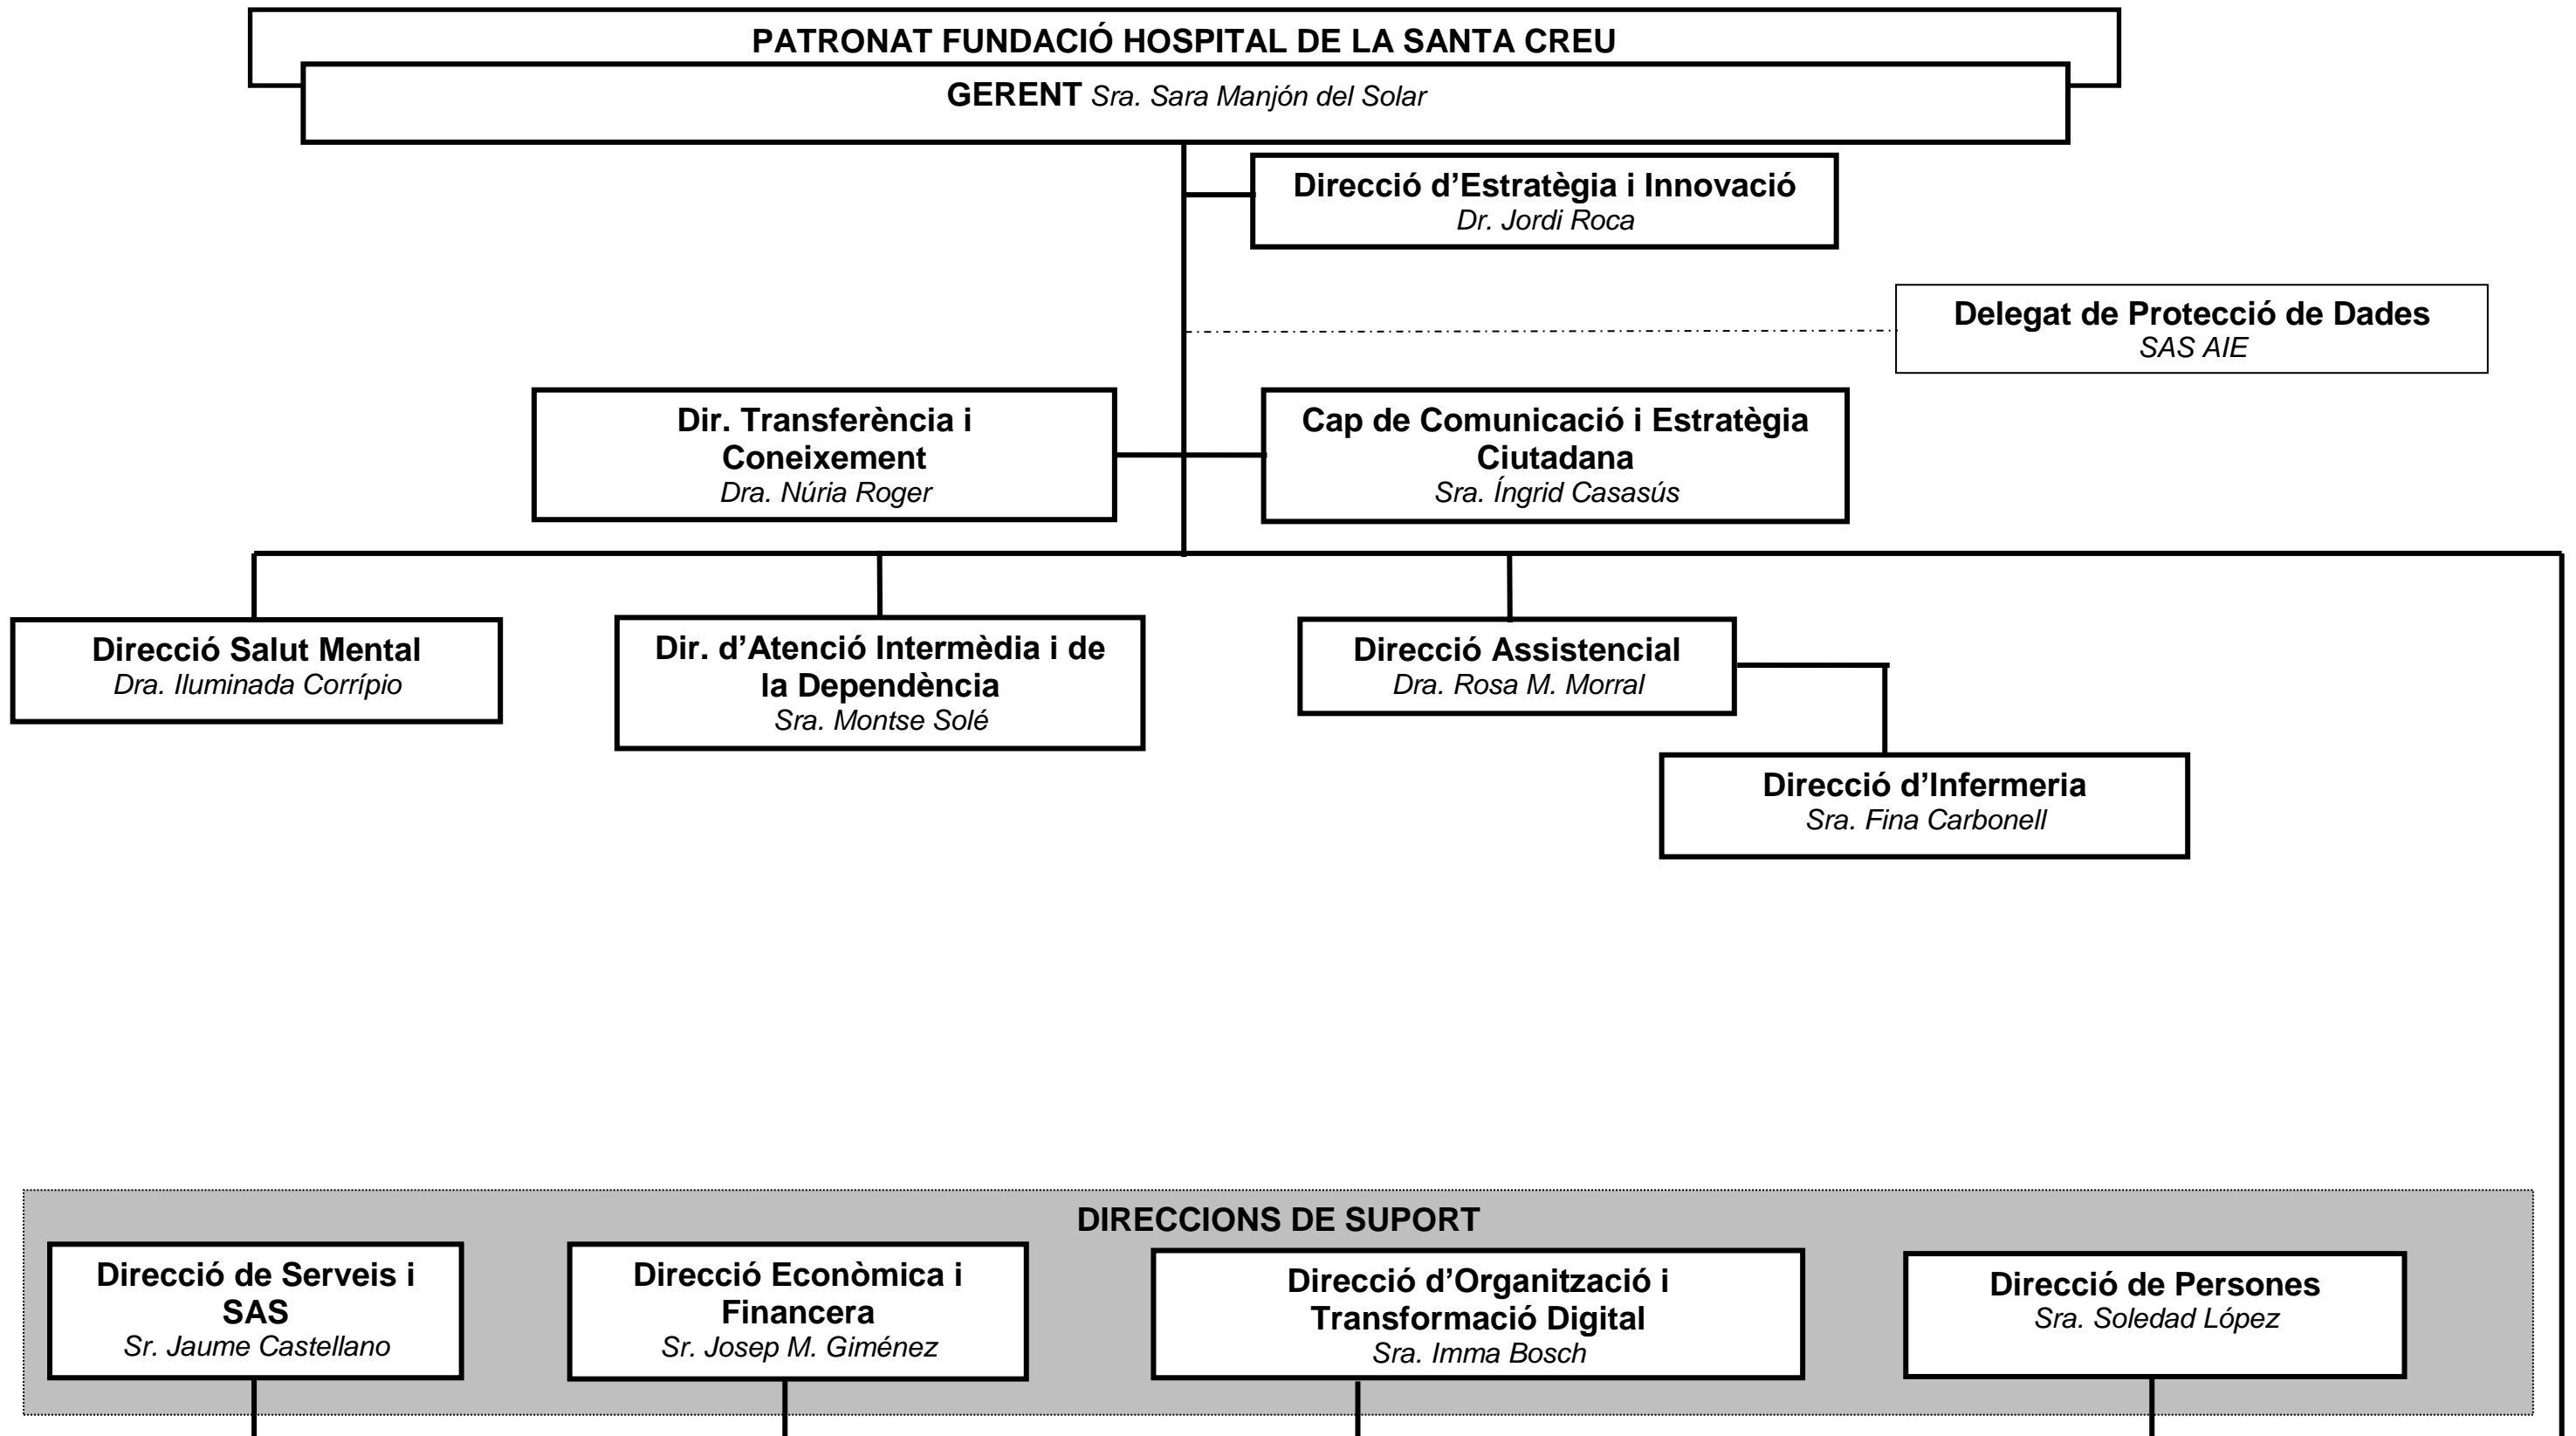 PATRONAT FUNDACIÓ HOSPITAL DE LA SANTA CREU
GERENT Sra. Sara Manjón del Solar
Direcció d’Estratègia i Innovació
Dr. Jordi Roca
Delegat de Protecció de Dades
SAS AIE
Dir. Transferència i
Coneixement
Dra. Núria Roger
Cap de Comunicació i Estratègia
Ciutadana
Sra. Íngrid Casasús
Direcció Salut Mental
Dra. Iluminada Corrípio
Dir. d’Atenció Intermèdia i de
la Dependència
Sra. Montse Solé
Direcció Assistencial
Dra. Rosa M. Morral
Direcció d’Infermeria
Sra. Fina Carbonell
DIRECCIONS DE SUPORT
Direcció de Serveis i
SAS
Sr. Jaume Castellano
Direcció Econòmica i
Financera
Sr. Josep M. Giménez
Direcció d’Organització i
Transformació Digital
Sra. Imma Bosch
Direcció de Persones
Sra. Soledad López